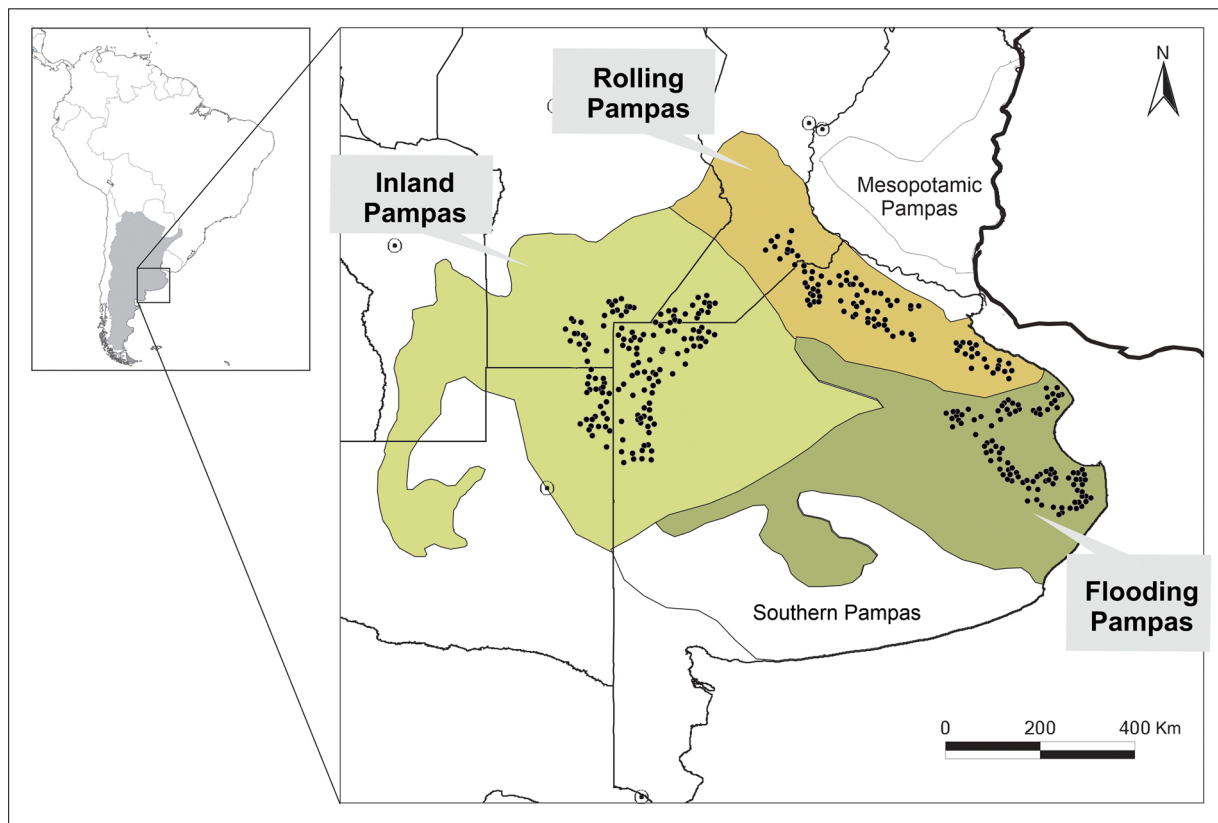 Rolling
Pampas
N
Inland
Pampas
Mesopotamic
Pampas
Southern Pampas
Flooding
Pampas
0 200 400 Km